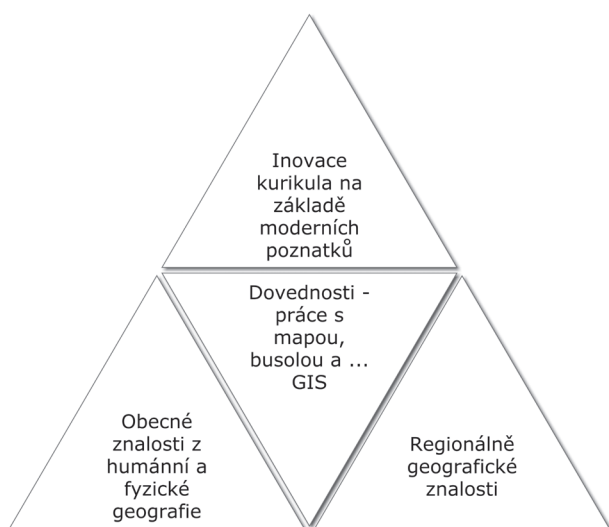 Inovace
kurikula na
základě
moderních
poznatků
Dovednosti -
práce s
mapou,
busolou a ...
GIS
Obecné
znalosti z
humánní a
fyzické
geografie
Regionálně
geografické
znalosti